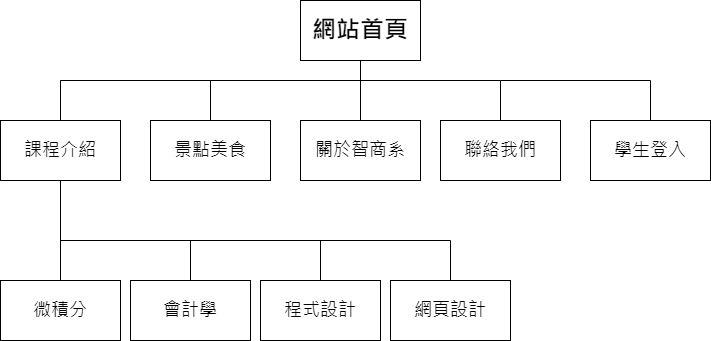 網站首頁
課程介紹
景點美食
關於智商系
聯絡我們
學生登入
微積分
會計學
程式設計
網頁設計